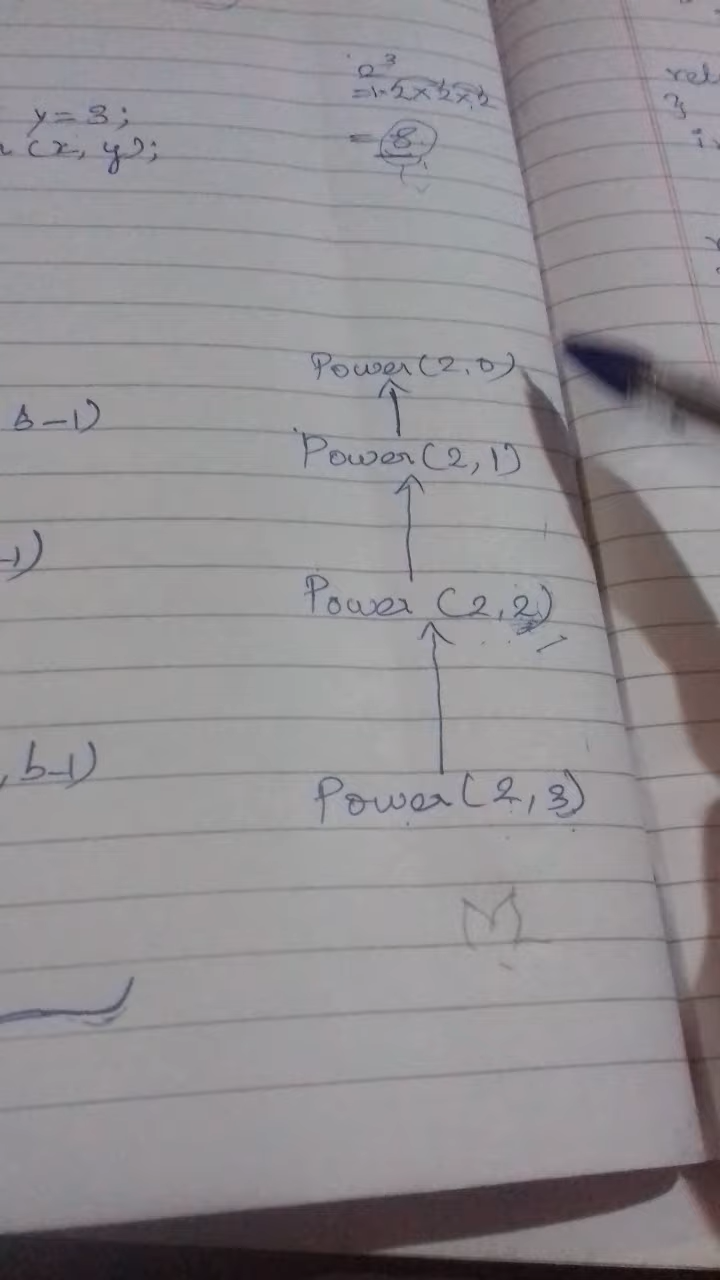 y=3;
(x, y);
2³
=1×2×2×2
= 8
Power(2,0)
b-1)
Power(2,1)
-1)
Power (2,2)
, b-1)
Power(2,3)
}